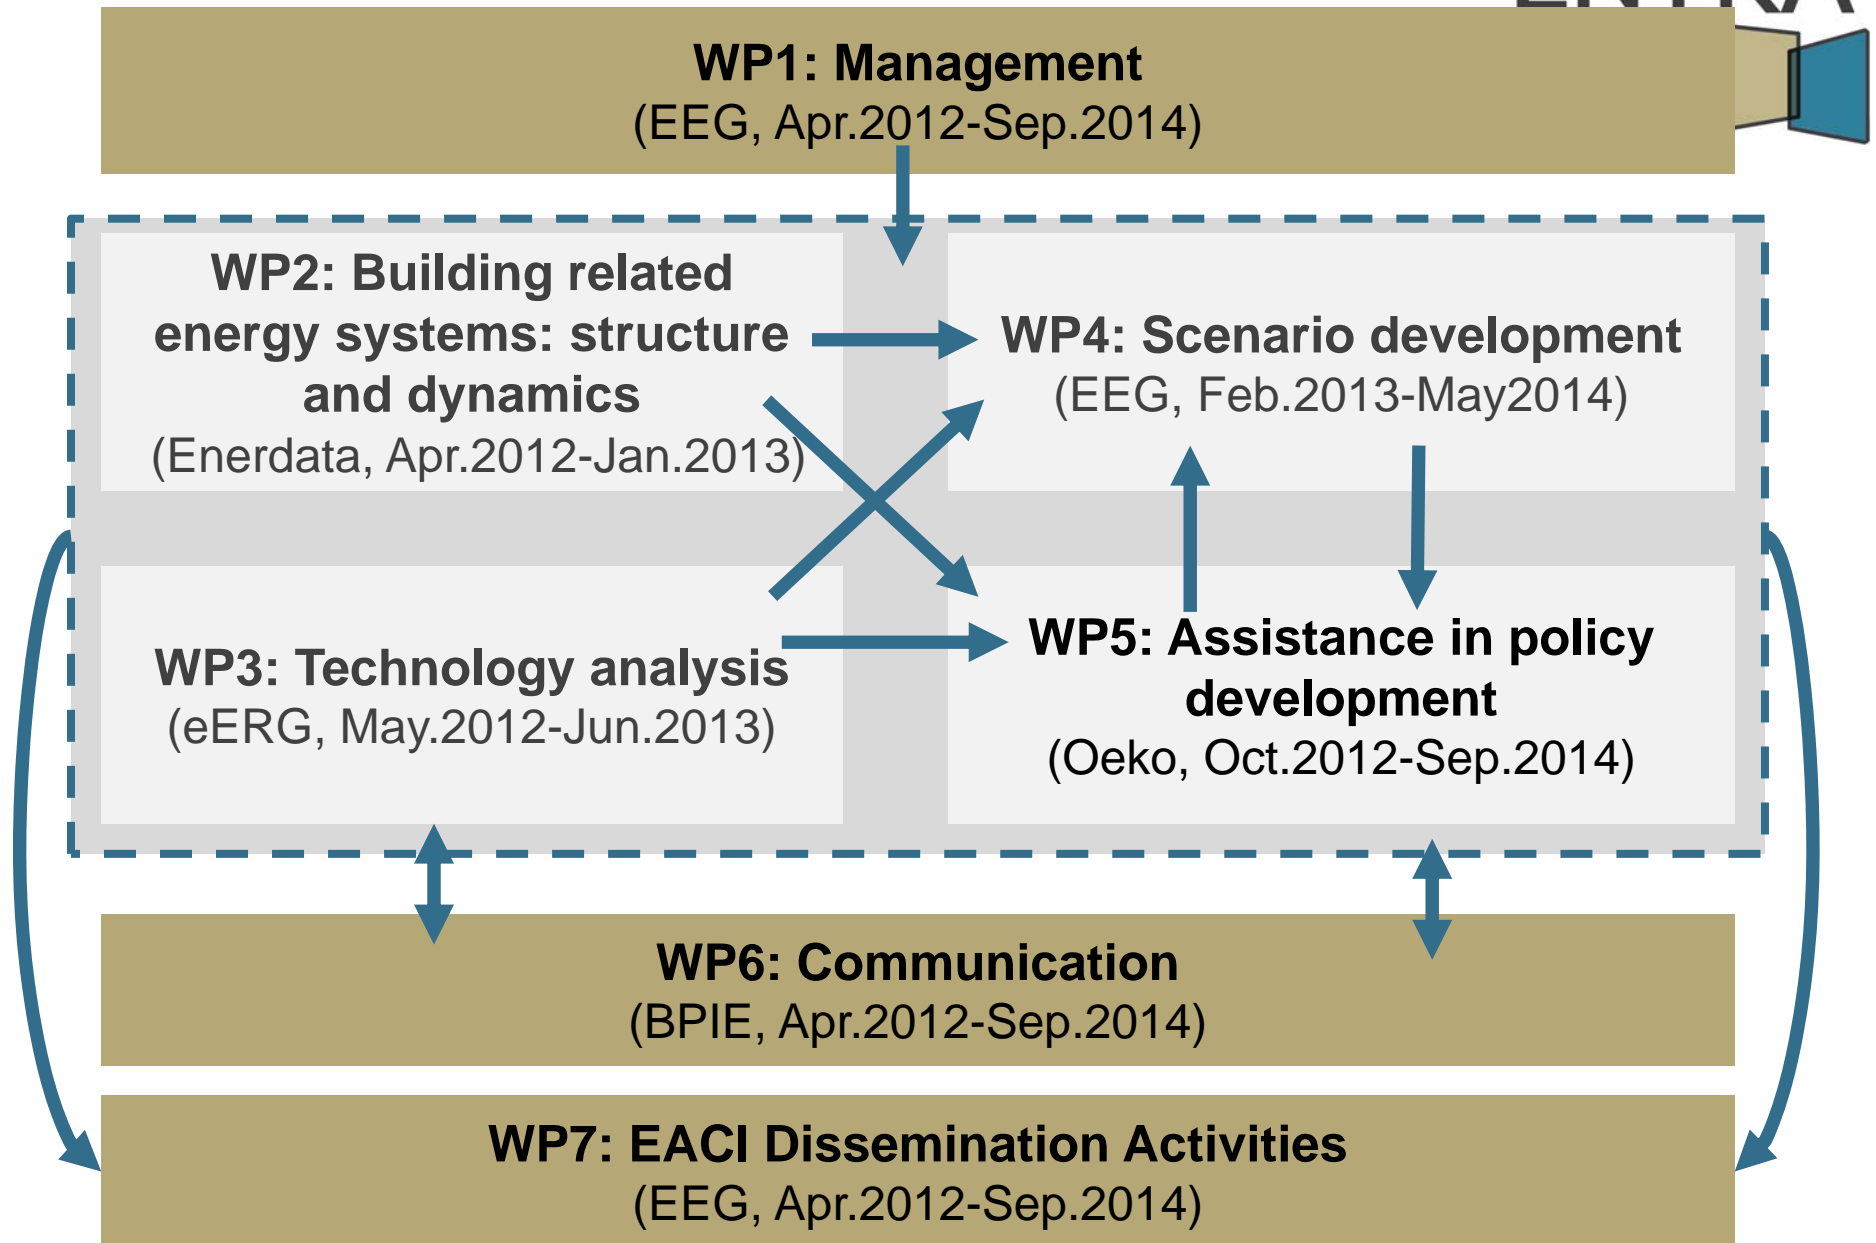 ENTRA
WP1: Management
(EEG, Apr.2012-Sep.2014)
WP2: Building related
energy systems: structure
and dynamics
(Enerdata, Apr.2012-Jan.2013)
WP4: Scenario development
(EEG, Feb.2013-May2014)
WP3: Technology analysis
(eERG, May.2012-Jun.2013)
WP5: Assistance in policy
development
(Oeko, Oct.2012-Sep.2014)
WP6: Communication
(BPIE, Apr.2012-Sep.2014)
WP7: EACI Dissemination Activities
(EEG, Apr.2012-Sep.2014)